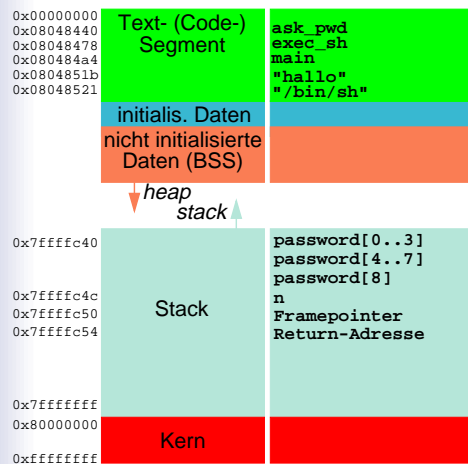 0x00000000
Text- (Code-)
Segment
0x08048440
ask_pwd
0x08048478
exec_sh
0x080484a4
main
0x0804851b
"hallo"
0x08048521
"/bin/sh"
initialis. Daten
nicht initialisierte
Daten (BSS)
heap
stack
0x7ffffc40
password[0..3]
password[4..7]
password[8]
0x7ffffc4c
n
Stack
0x7ffffc50
Framepointer
0x7ffffc54
Return-Adresse
0x7fffffff
0x80000000
Kern
0xffffffff